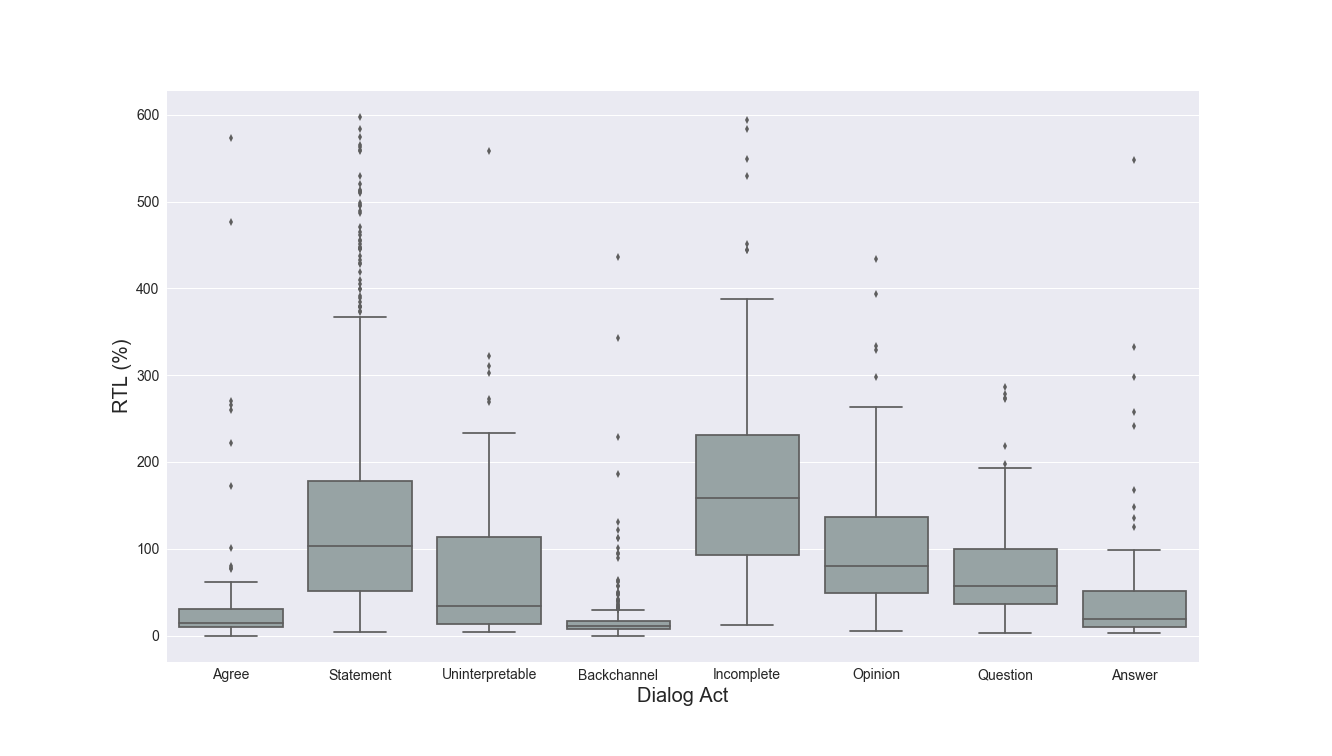 600
500
400
300
200
100
0
RTL (%)
Agree Statement Uninterpretable Backchannel Incomplete Opinion Question Answer
Dialog Act